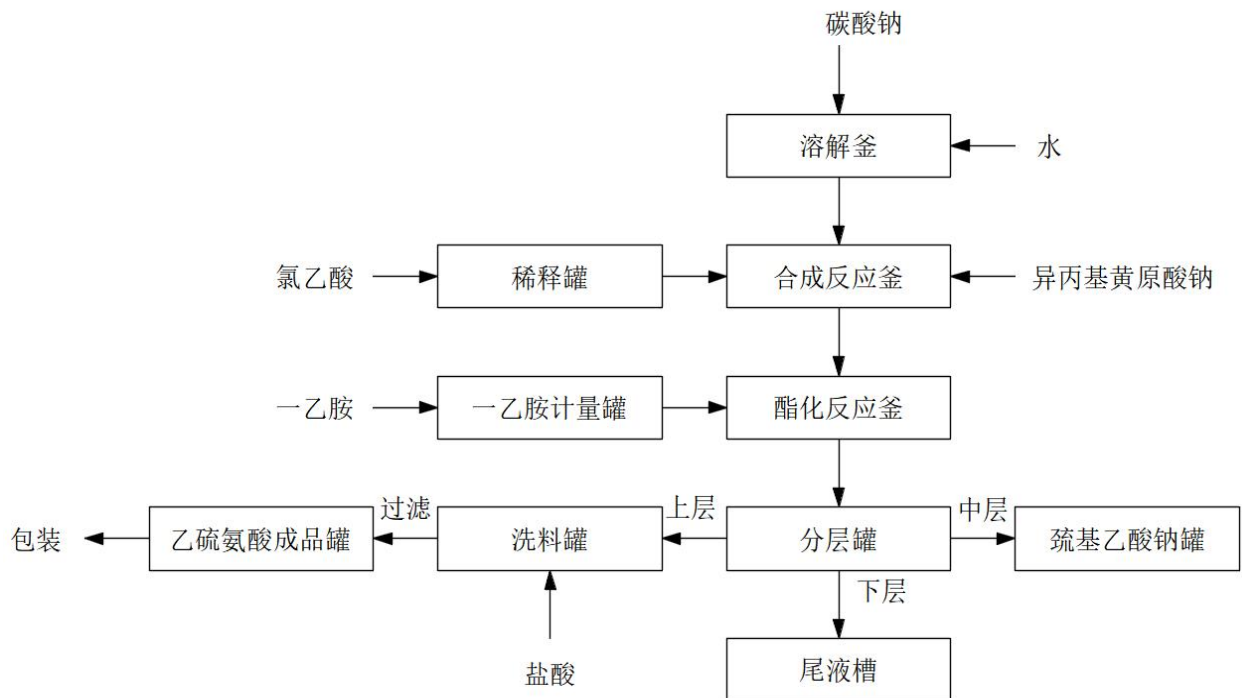 碳酸钠
溶解釜
水
氯乙酸
稀释罐
合成反应釜
异丙基黄原酸钠
一乙胺
一乙胺计量罐
酯化反应釜
包装
乙硫氨酸成品罐
过滤
洗料罐
上层
分层罐
中层
巯基乙酸钠罐
下层
盐酸
尾液槽